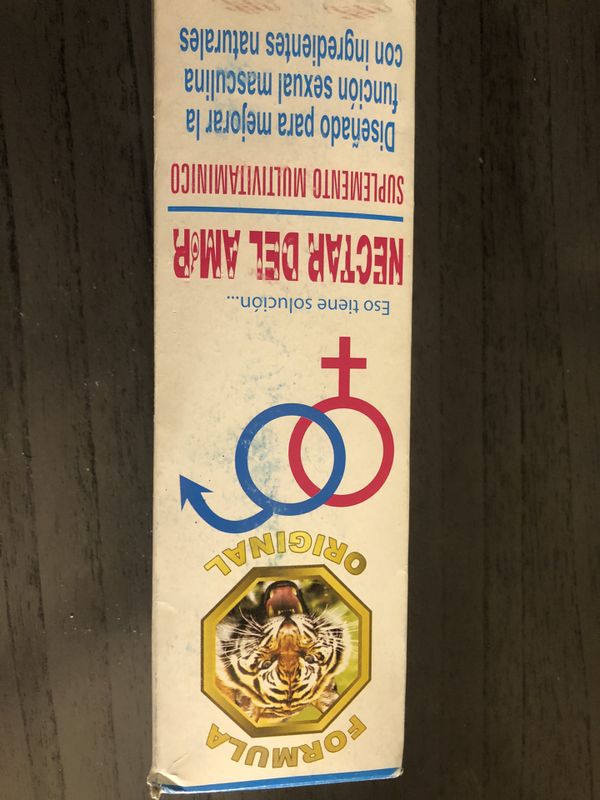 FORMULA
ORIGINAL
Eso tiene solución...
NECTAR DEL AMOR
SUPLEMENTO MULTIVITAMINICO
Diseñado para mejorar la
función sexual masculina
con ingredientes naturales